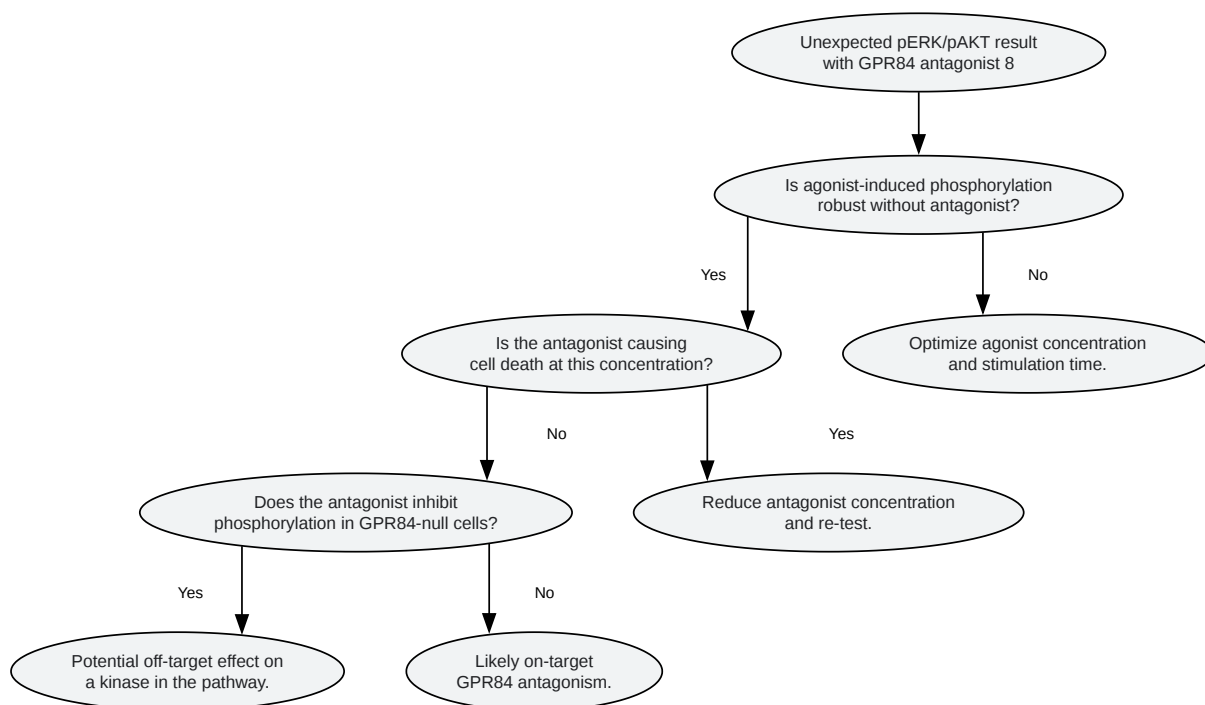 Unexpected pERK/pAKT result
with GPR84 antagonist 8
Is agonist-induced phosphorylation
robust without antagonist?
Yes
No
Is the antagonist causing
cell death at this concentration?
Optimize agonist concentration
and stimulation time.
No
Yes
Does the antagonist inhibit
phosphorylation in GPR84-null cells?
Reduce antagonist concentration
and re-test.
Yes
No
Potential off-target effect on
a kinase in the pathway.
Likely on-target
GPR84 antagonism.